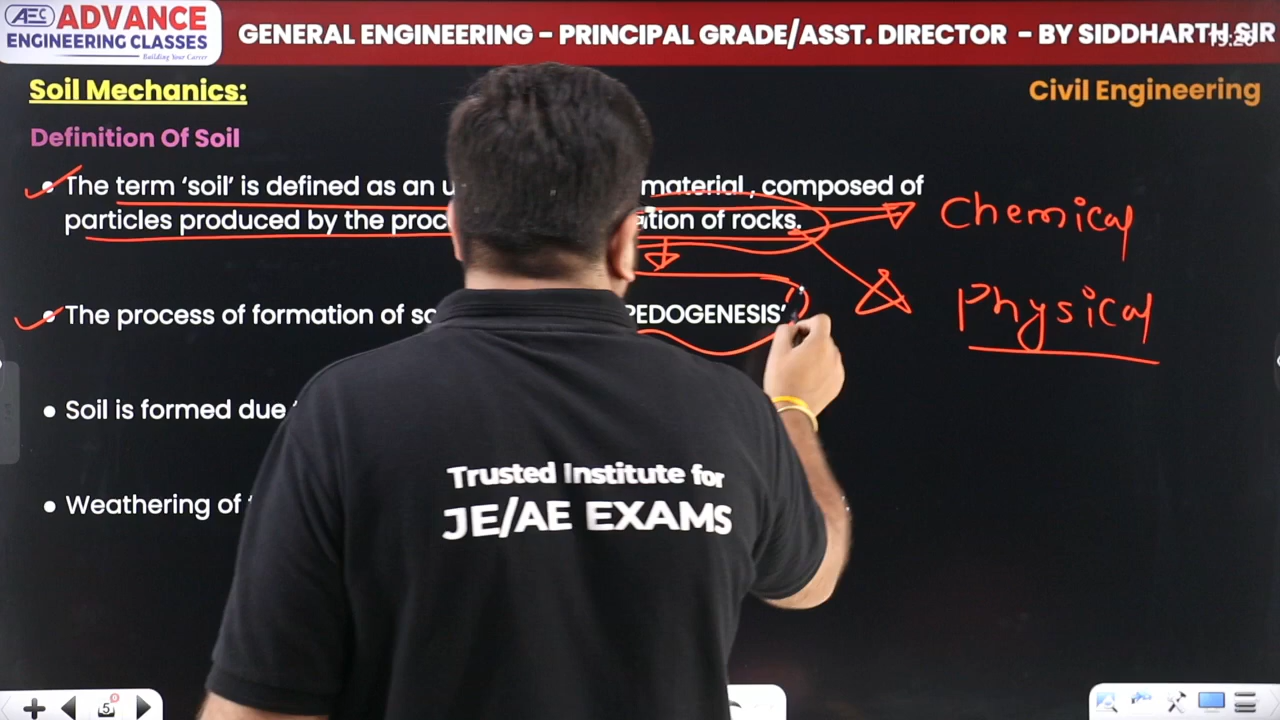 AEC ADVANCE
ENGINEERING CLASSES
Building Your Career
GENERAL ENGINEERING - PRINCIPAL GRADE/ASST. DIRECTOR - BY SIDDHARTH SIR
Soil Mechanics:
Civil Engineering
Definition Of Soil
• The term ‘soil’ is defined as an material, composed of
particles produced by the of rocks.
Chemical
Physical
• The process of formation of PEDOGENESIS’
• Soil is formed due
• Weathering of
Trusted Institute for
JE/AE EXAMS
5